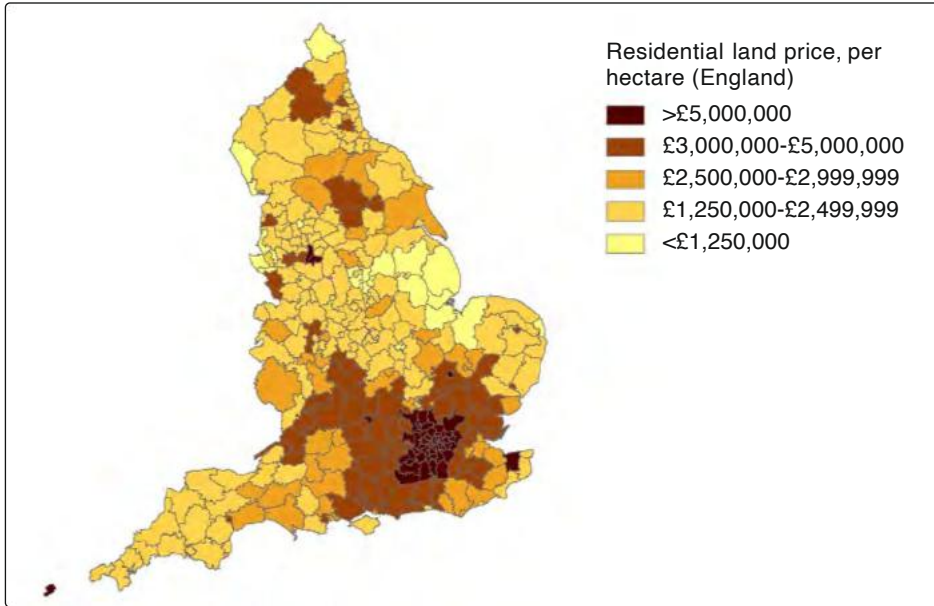 Residential land price, per
hectare (England)
>£5,000,000
£3,000,000-£5,000,000
£2,500,000-£2,999,999
£1,250,000-£2,499,999
<£1,250,000